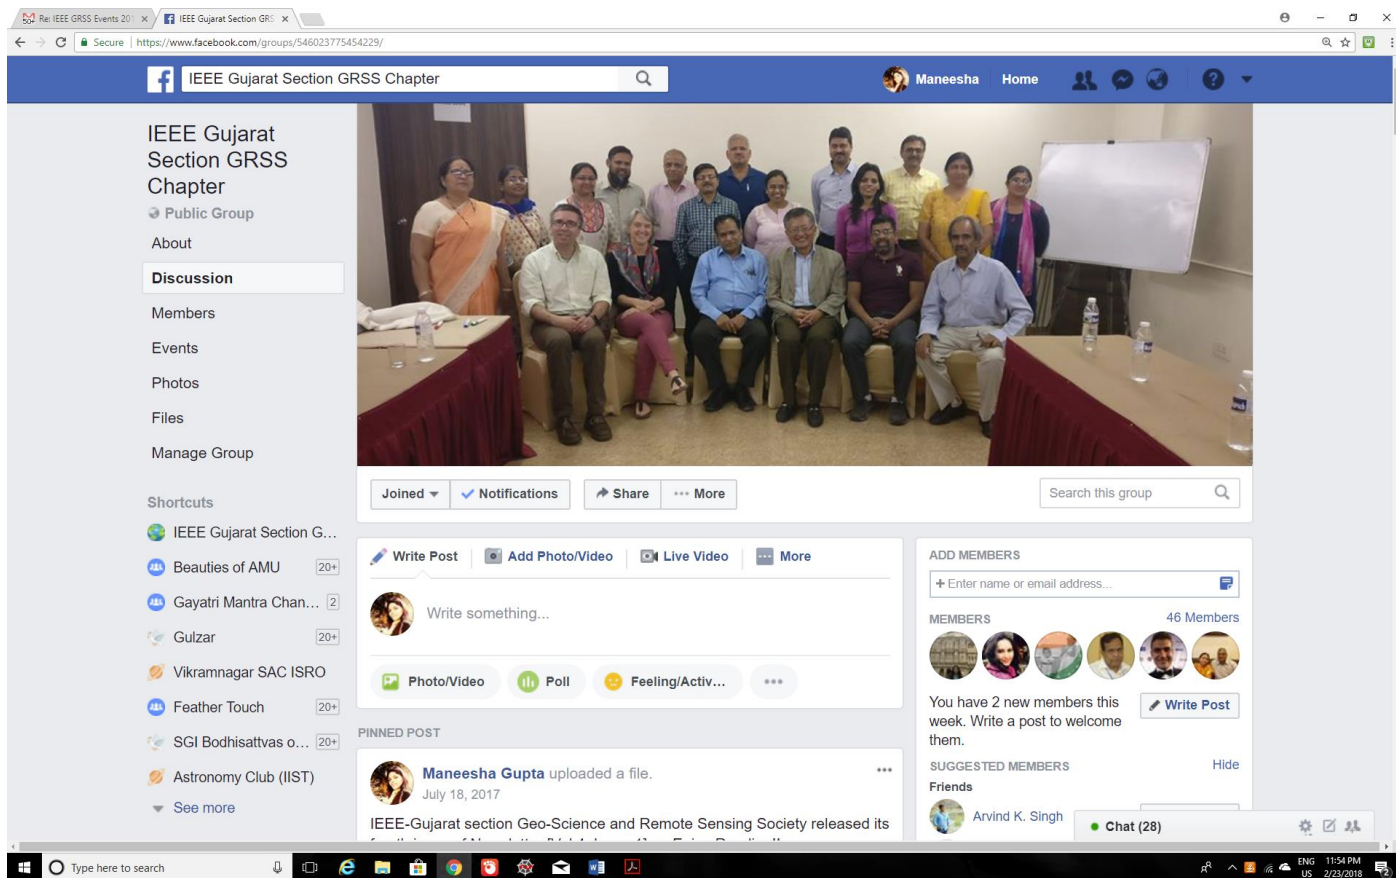 Re: IEEE GRSS Events 201
IEEE Gujarat Section GRS
Secure
https://www.facebook.com/groups/546023775454229/
IEEE Gujarat Section GRSS Chapter
Maneesha
Home
IEEE Gujarat
Section GRSS
Chapter
Public Group
About
Discussion
Members
Events
Photos
Files
Manage Group
Shortcuts
IEEE Gujarat Section G...
Beauties of AMU 20+
Gayatri Mantra Chan... 2
Gulzar 20+
Vikramnagar SAC ISRO
Feather Touch 20+
SGI Bodhisattvas o... 20+
Astronomy Club (IIST)
See more
Joined
Notifications
Share
More
Search this group
Write Post
Add Photo/Video
Live Video
More
Write something...
Photo/Video
Poll
Feeling/Activ...
PINNED POST
Maneesha Gupta uploaded a file.
July 18, 2017
IEEE-Gujarat section Geo-Science and Remote Sensing Society released its
ADD MEMBERS
+ Enter name or email address...
MEMBERS
46 Members
You have 2 new members this
week. Write a post to welcome
them.
Write Post
SUGGESTED MEMBERS
Hide
Friends
Arvind K. Singh
Chat (28)
Type here to search
ENG
US
11:54 PM
2/23/2018